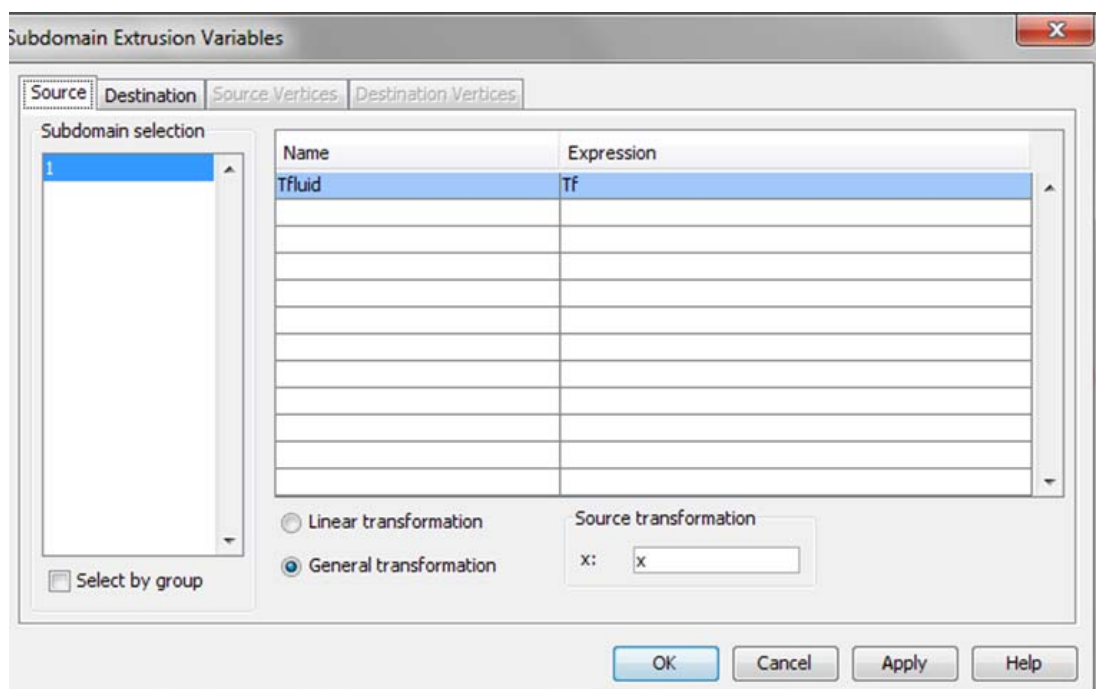 Subdomain Extrusion Variables
x
Source Destination Source Vertices Destination Vertices
Subdomain selection
1
Name Expression
Tfluid Tf
Linear transformation
General transformation
Source transformation
x: x
Select by group
OK Cancel Apply Help